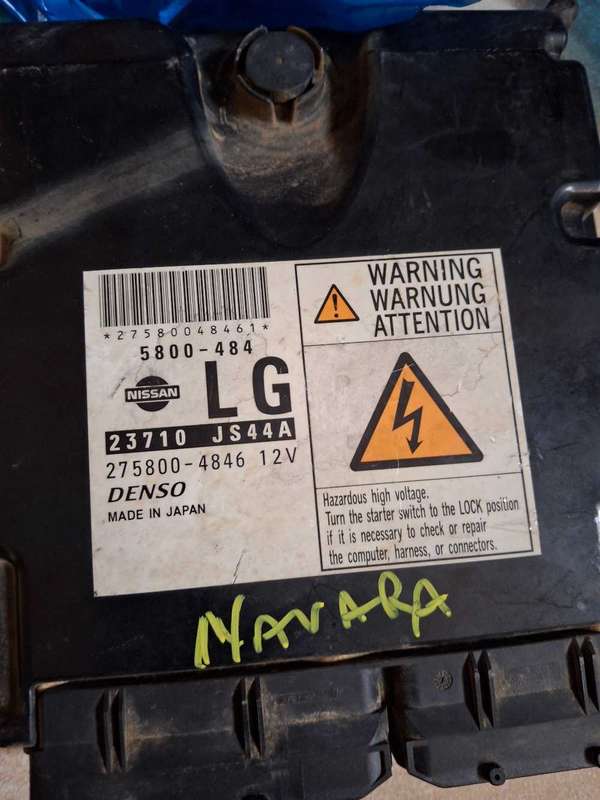 *27580048461*
5800-484
NISSAN
LG
23710 JS44A
275800-4846 12V
DENSO
MADE IN JAPAN
WARNING
WARNUNG
ATTENTION
Hazardous high voltage.
Turn the starter switch to the LOCK position
if it is necessary to check or repair
the computer, harness, or connectors.
NAVARA